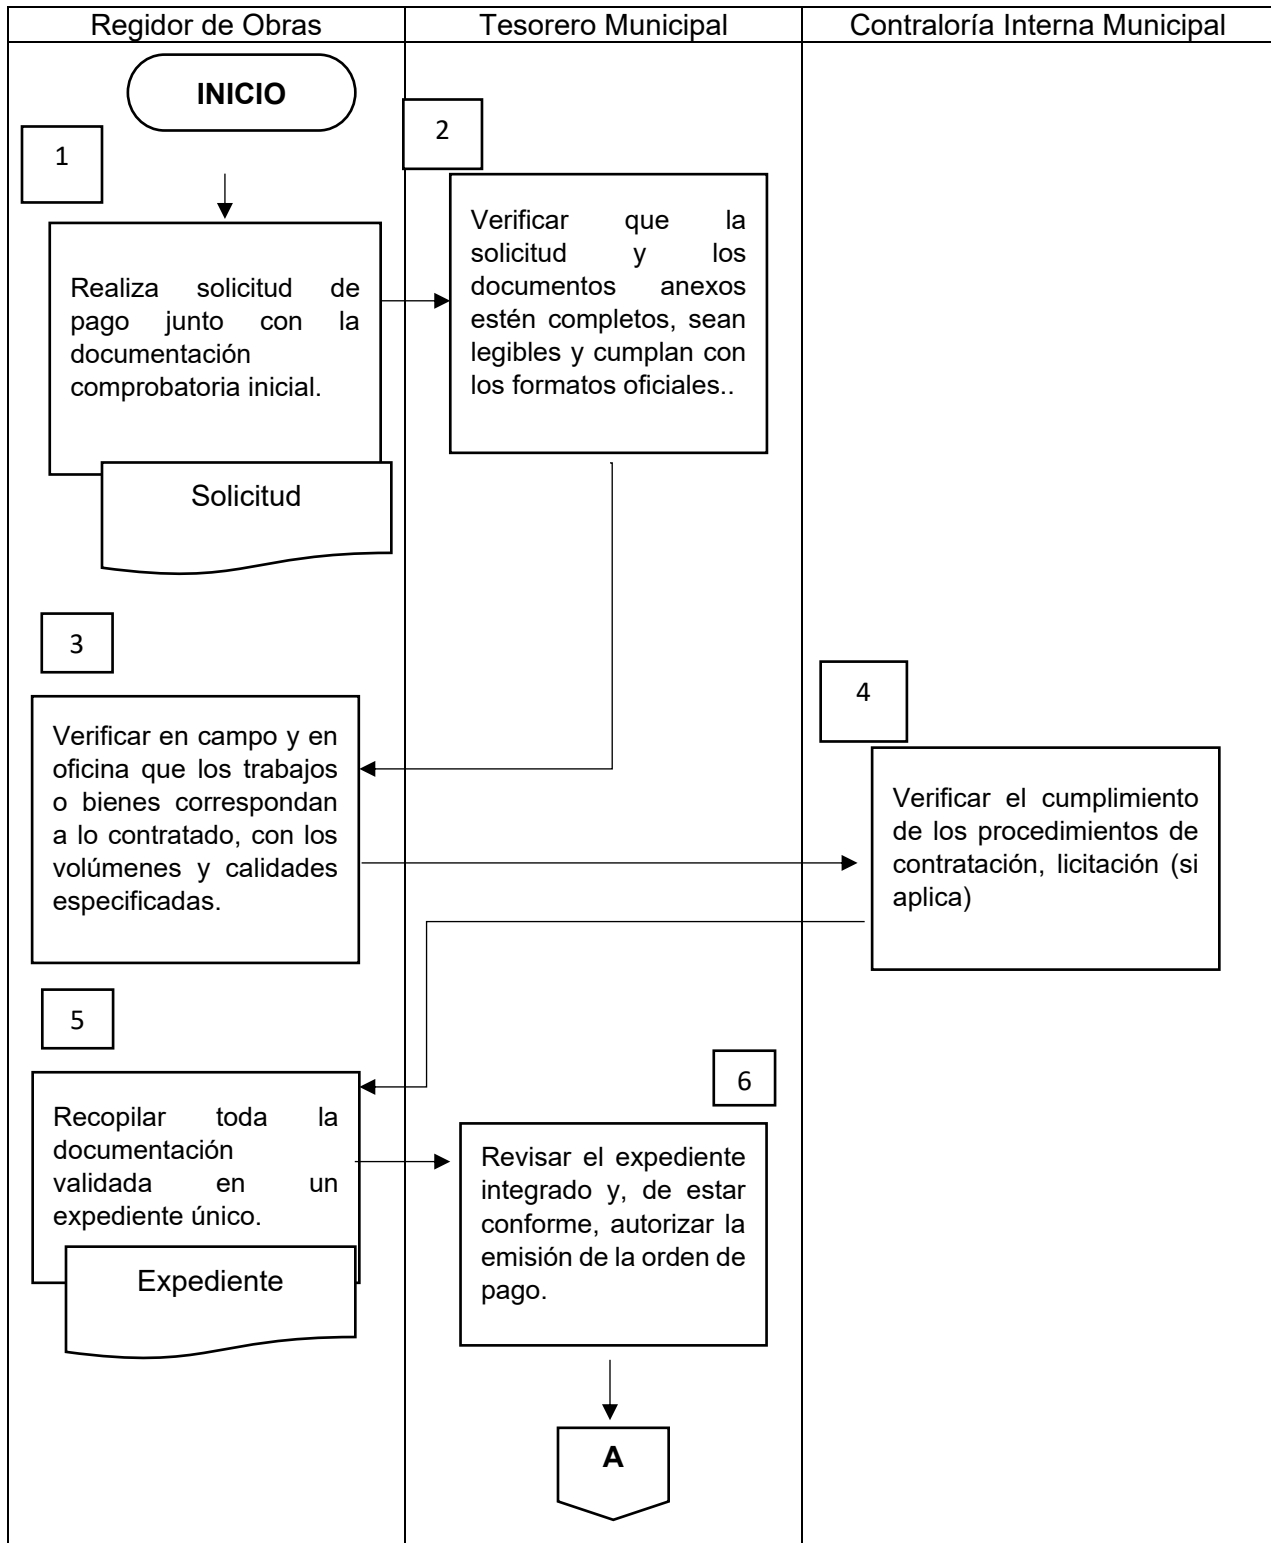 Regidor de Obras
Tesorero Municipal
Contraloría Interna Municipal
INICIO
1
Realiza solicitud de
pago junto con la
documentación
comprobatoria inicial.
Solicitud
2
Verificar que la
solicitud y los
documentos anexos
estén completos, sean
legibles y cumplan con
los formatos oficiales..
3
Verificar en campo y en
oficina que los trabajos
o bienes correspondan
a lo contratado, con los
volúmenes y calidades
especificadas.
4
Verificar el cumplimiento
de los procedimientos de
contratación, licitación (si
aplica)
5
Recopilar toda la
documentación
validada en un
expediente único.
Expediente
6
Revisar el expediente
integrado y, de estar
conforme, autorizar la
emisión de la orden de
pago.
A